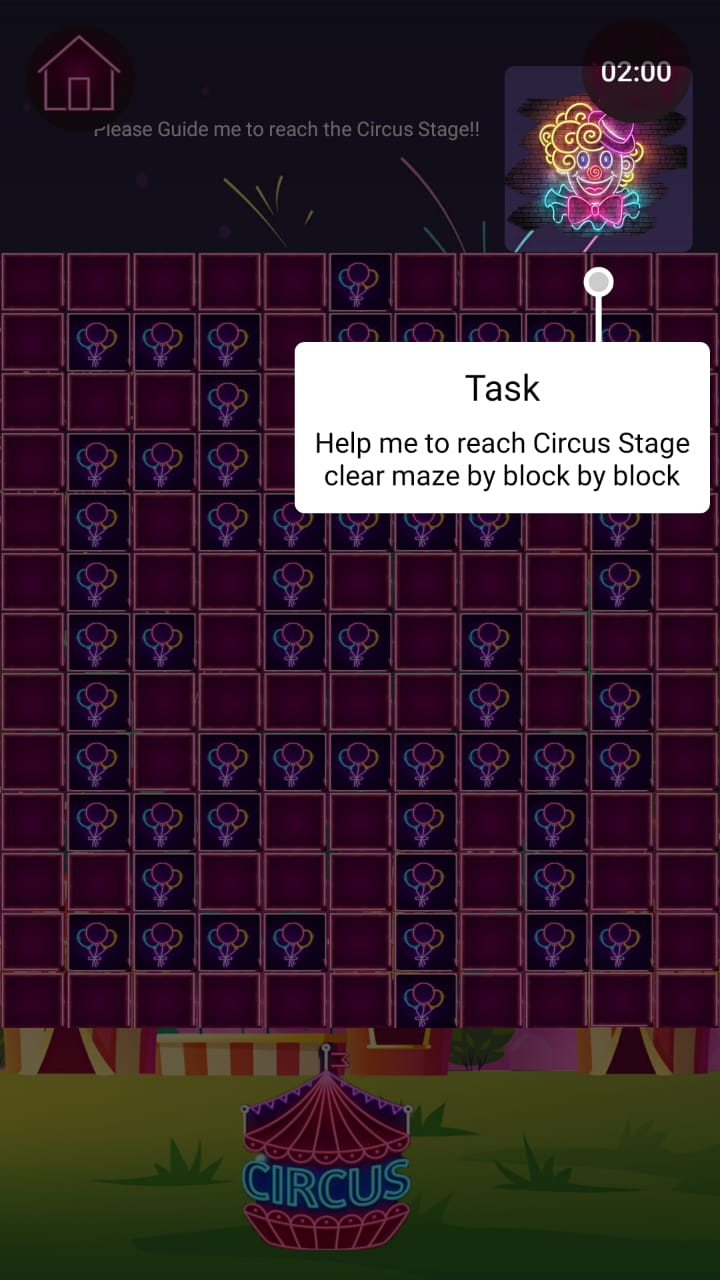 02:00
Please Guide me to reach the Circus Stage!!
Task
Help me to reach Circus Stage
clear maze by block by block
CIRCUS